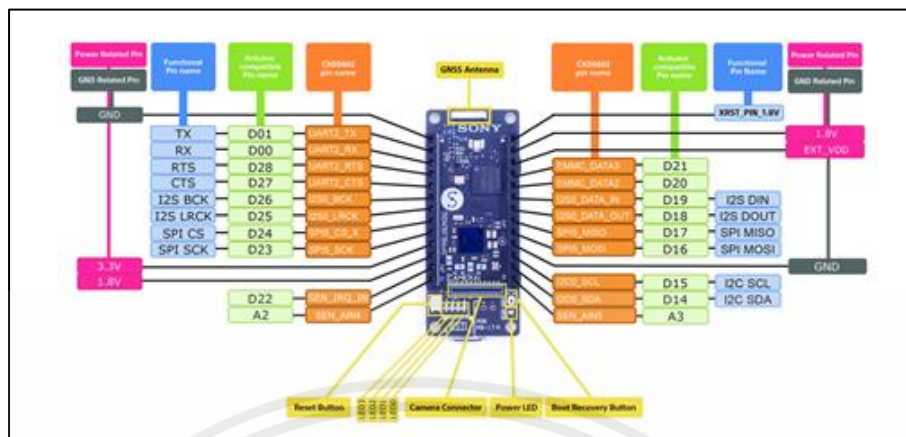 Power Related Pin
GND Related Pin
Functional
Pin name
Arduino
compatible
Pin name
CXD5602
pin name
GNSS Antenna
CXD5602
pin name
Arduino
compatible
Pin name
Functional
Pin Name
Power Related Pin
GND Related Pin
GND
XRST_PIN_1.8V
SONY
TX D01 UART2_TX
1.8V
RX D00 UART2_RX
EXT_VDD
RTS D28 UART2_RTS
EMMC_DATA3 D21
CTS D27 UART2_CTS
EMMC_DATA2 D20
I2S BCK D26 I2S0_BCK
I2S0_DATA_IN D19 I2S DIN
I2S LRCK D25 I2S0_LRCK
I2S0_DATA_OUT D18 I2S DOUT
SPI CS D24 SPI5_CS_X
SPI5_MISO D17 SPI MISO
SPI SCK D23 SPI5_SCK
SPI5_MOSI D16 SPI MOSI
3.3V
GND
1.8V
I2C0_SCL D15 I2C SCL
D22 SEN_IRQ_IN
I2C0_SDA D14 I2C SDA
A2 SEN_AIN4
SEN_AIN5 A3
Reset Button
LED3
LED2
LED1
LED0
Camera Connector
Power LED
Boot Recovery Button